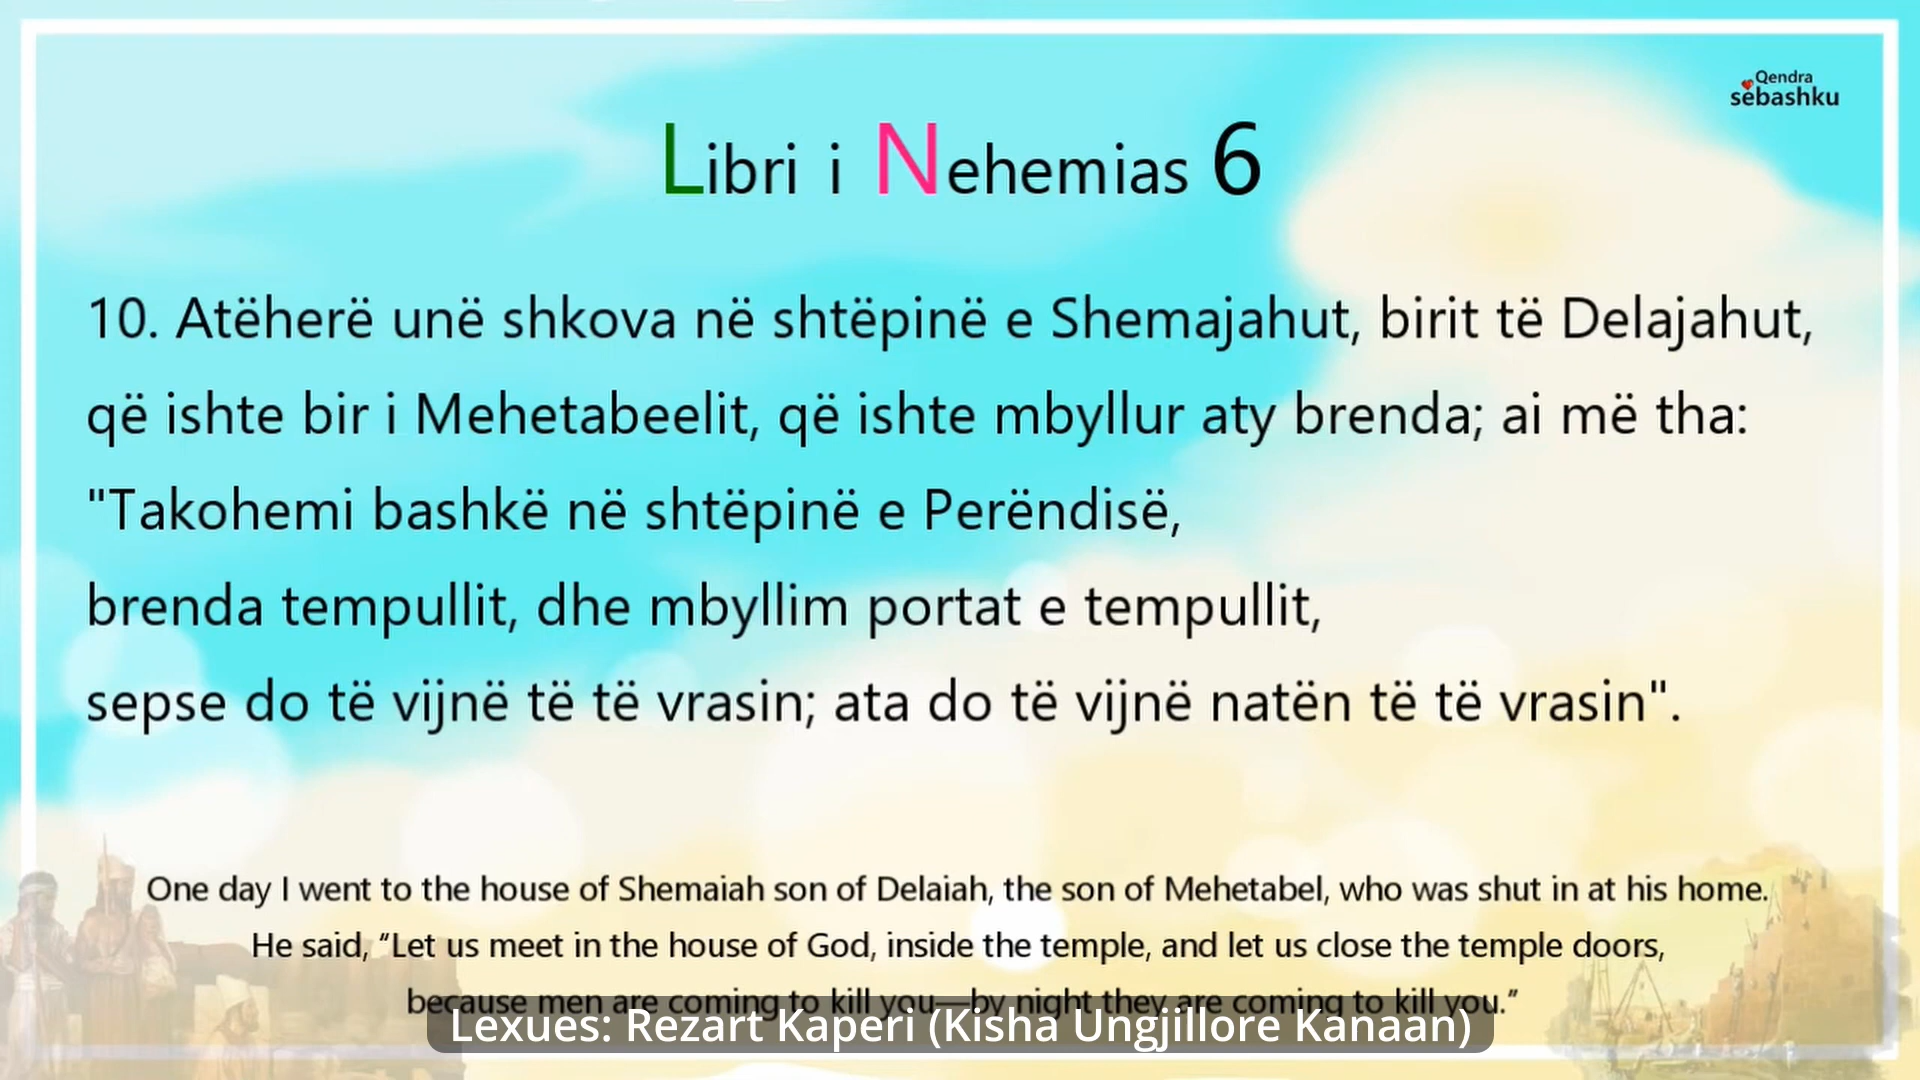 Qendra
sëbashku
Libri i Nehemias 6
10. Atëherë unë shkova në shtëpinë e Shemajahut, birit të Delajahut,
që ishte bir i Mehetabeelit, që ishte mbyllur aty brenda; ai më tha:
"Takohemi bashkë në shtëpinë e Perëndisë,
brenda tempullit, dhe mbyllim portat e tempullit,
sepse do të vijnë të të vrasin; ata do të vijnë natën të të vrasin".
One day I went to the house of Shemaiah son of Delaiah, the son of Mehetabel, who was shut in at his home.
He said, “Let us meet in the house of God, inside the temple, and let us close the temple doors,
because men are coming to kill you—by night they are coming to kill you.”
Lexues: Rezart Kaperi (Kisha Ungjillore Kanaan)